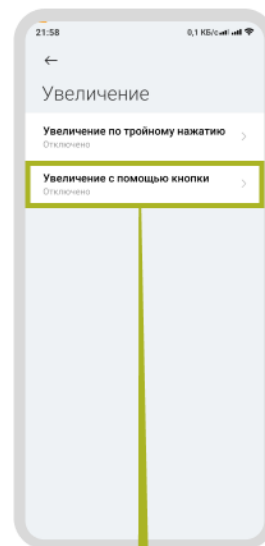 21:58 0,1 КБ/с
Увеличение
Увеличение по тройному нажатию
Отключено
Увеличение с помощью кнопки
Отключено